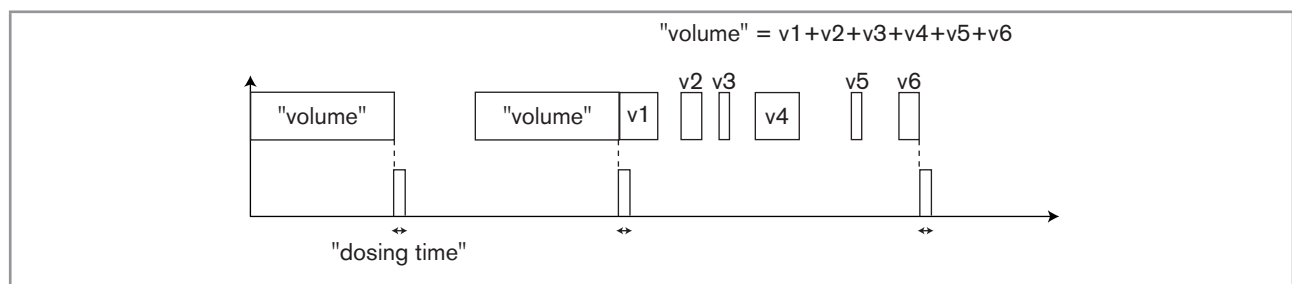 "volume" = v1+v2+v3+v4+v5+v6
v2 v3 v5 v6
"volume" "volume" v1 v4
"dosing time"